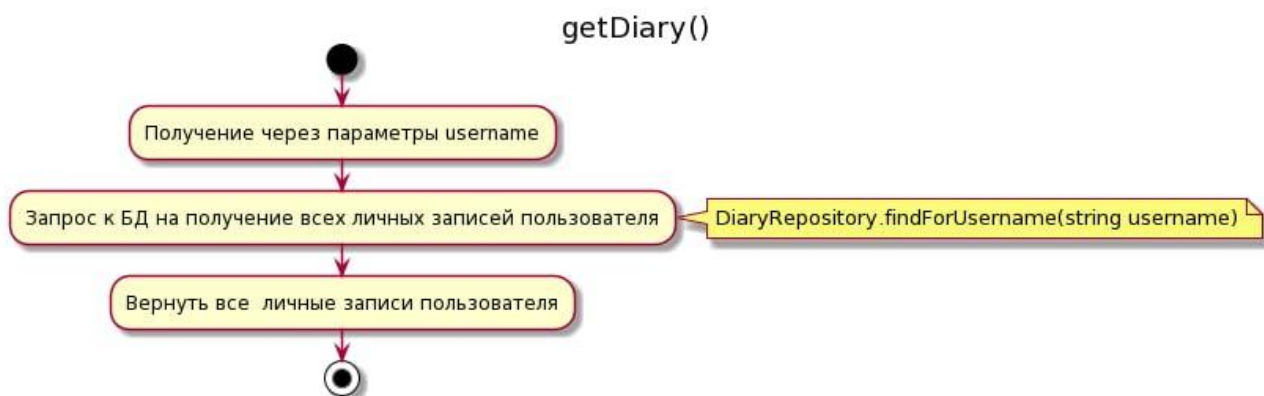 getDiary()
Получение через параметры username
Запрос к БД на получение всех личных записей пользователя
DiaryRepository.findForUsername(string username)
Вернуть все  личные записи пользователя